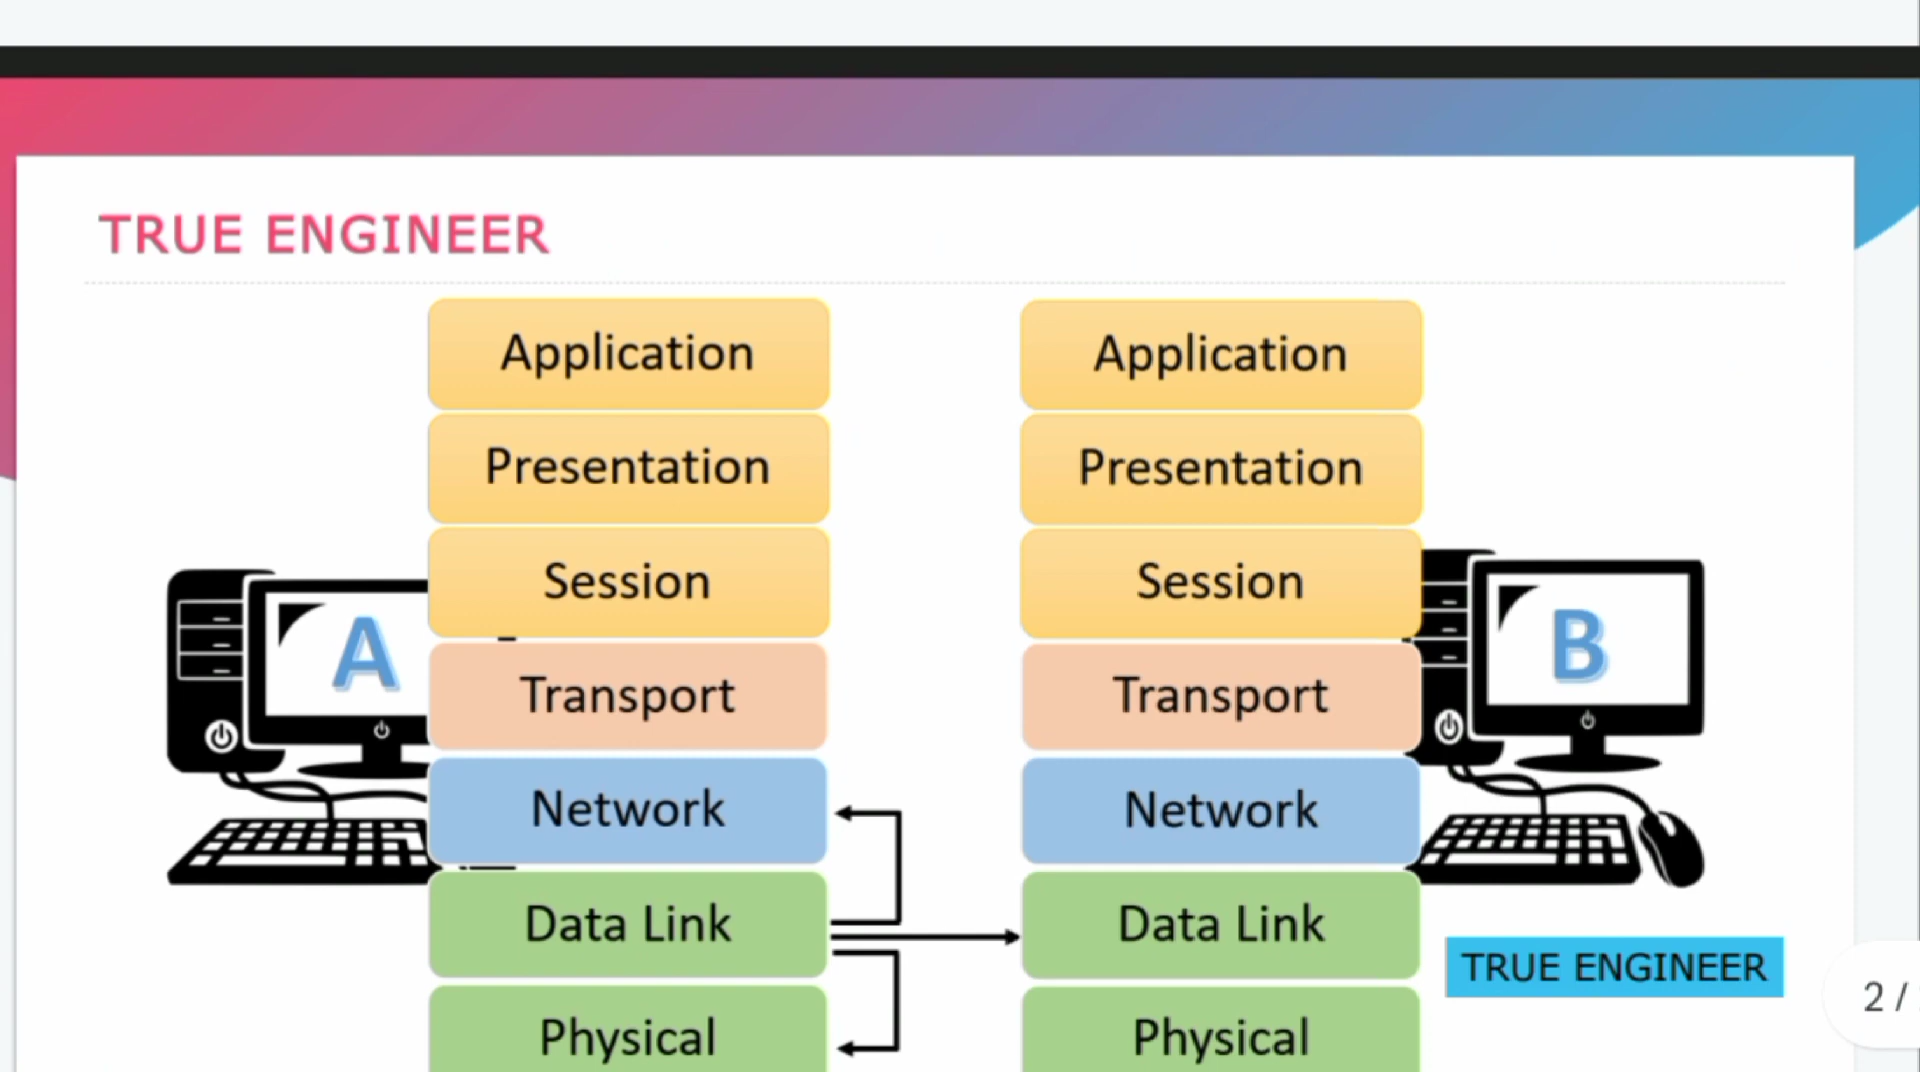 TRUE ENGINEER
Application
Presentation
Session
Transport
Network
Data Link
Physical
Application
Presentation
Session
Transport
Network
Data Link
Physical
A
B
TRUE ENGINEER
2 /